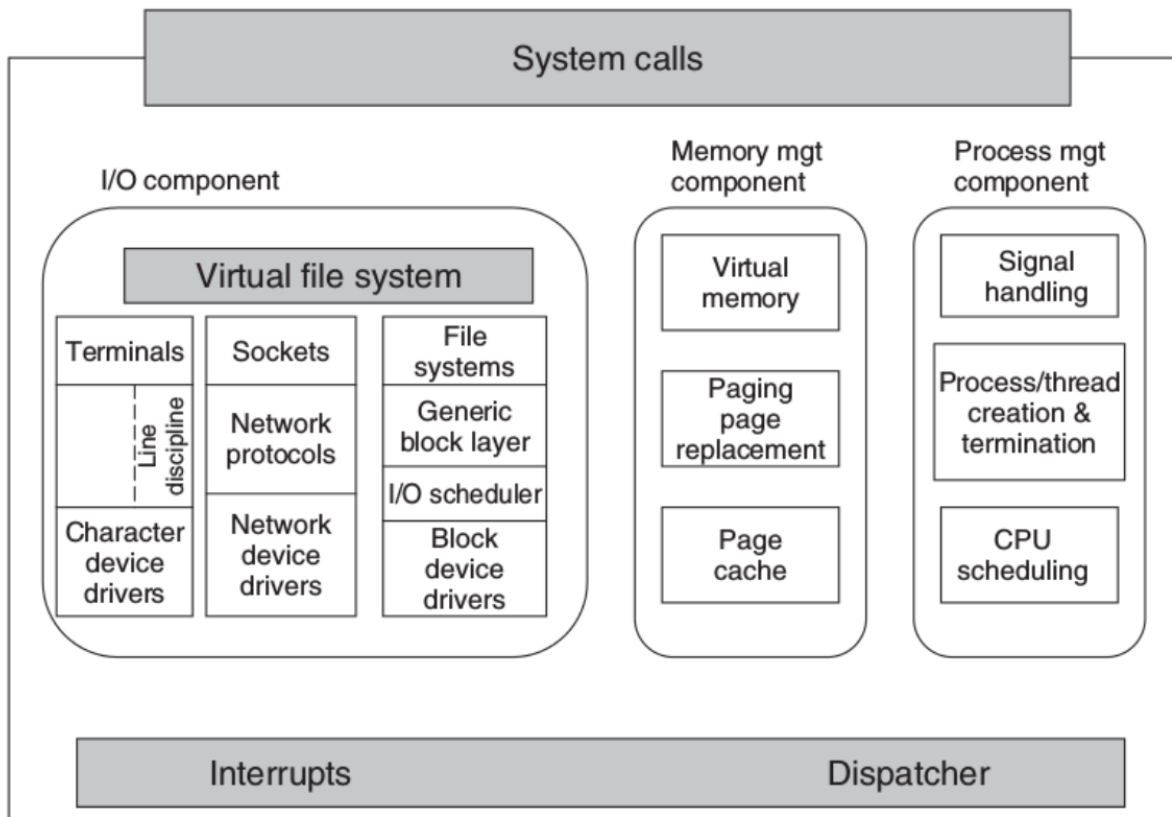 System calls
I/O component
Memory mgt
component
Process mgt
component
Virtual file system
Terminals
Line
discipline
Character
device
drivers
Sockets
Network
protocols
Network
device
drivers
File
systems
Generic
block layer
I/O scheduler
Block
device
drivers
Virtual
memory
Paging
page
replacement
Page
cache
Signal
handling
Process/thread
creation &
termination
CPU
scheduling
Interrupts
Dispatcher